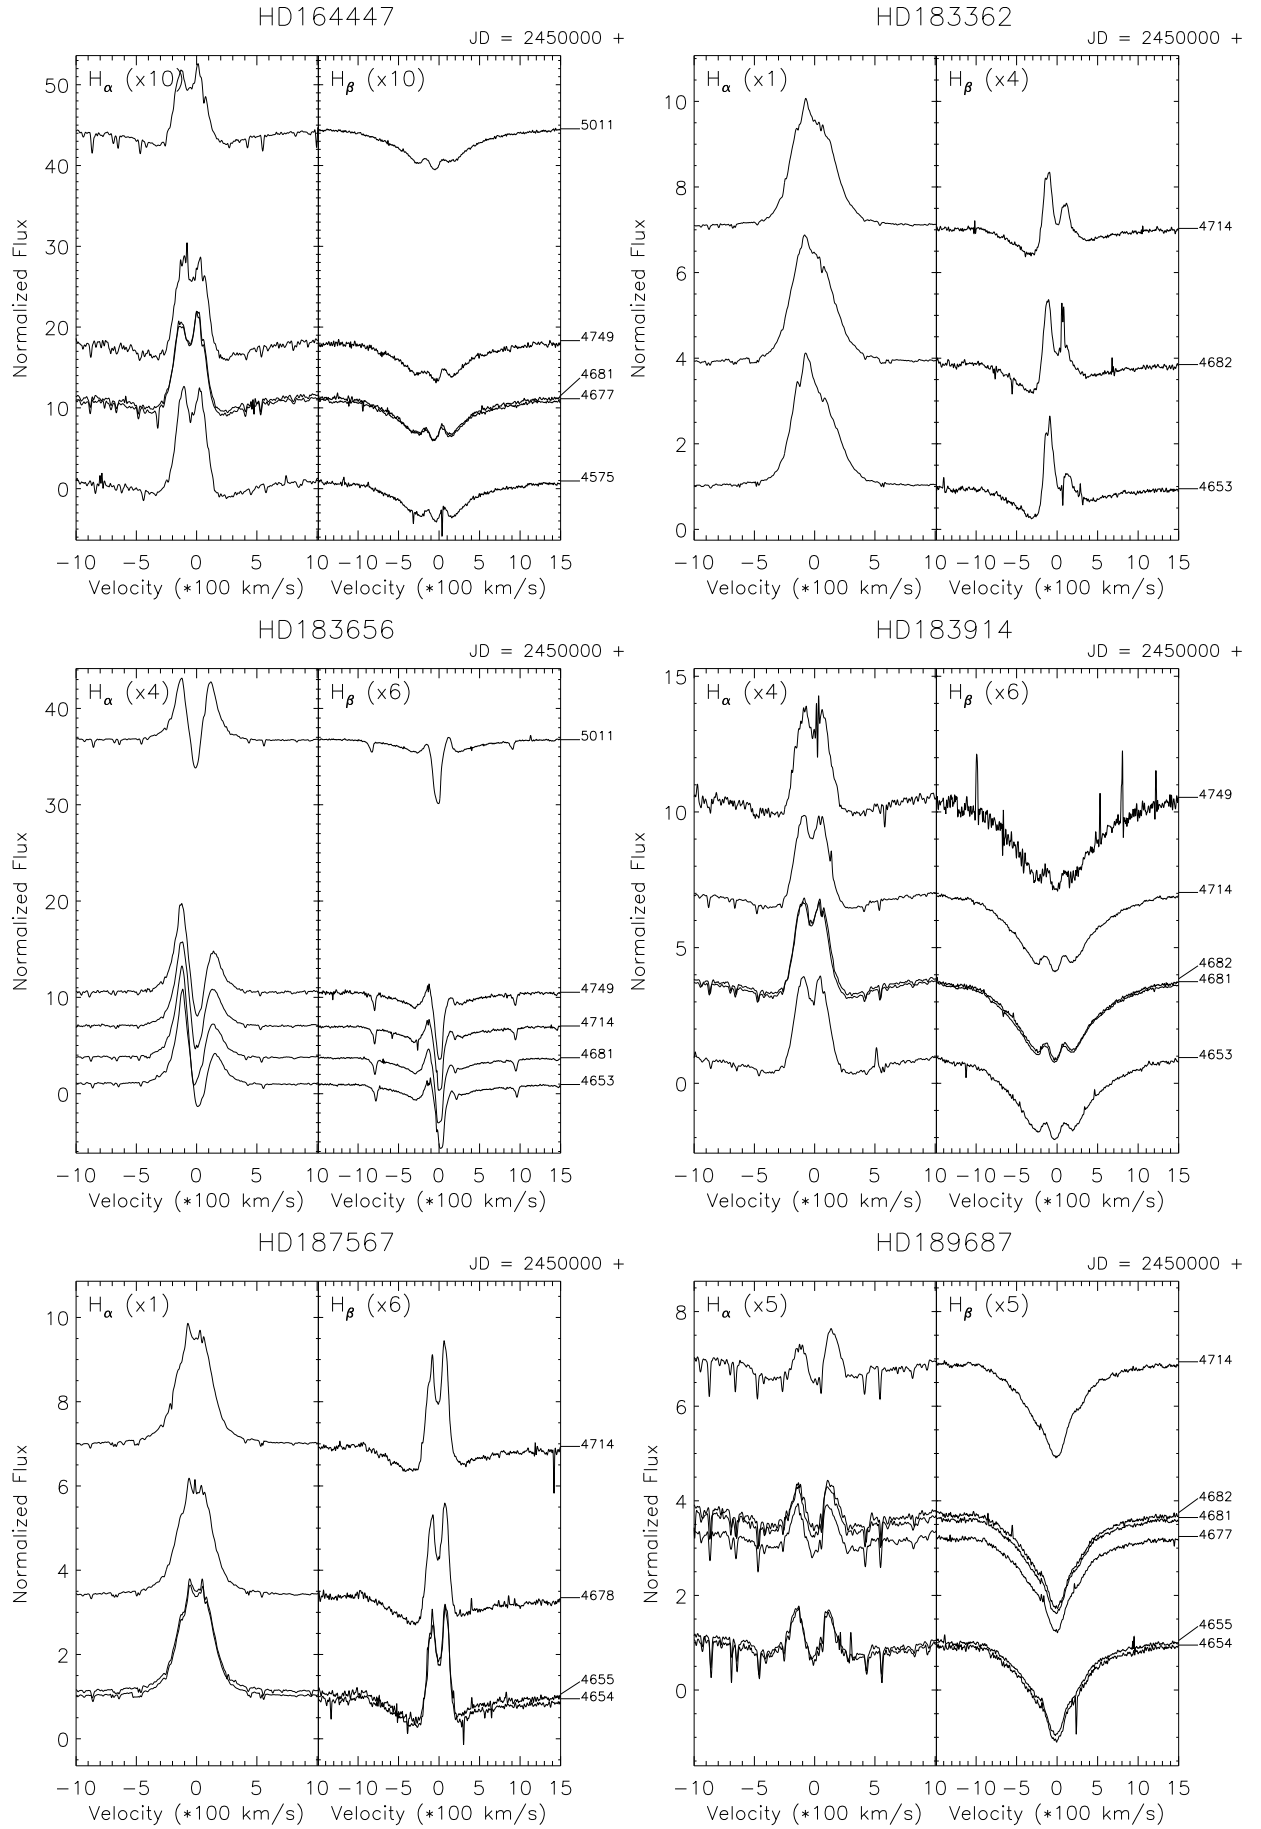 HD164447
JD = 2450000 +
Hα (x10)
Hβ (x10)
50
40
30
20
10
0
Normalized Flux
5011
4749
4681
4677
4575
−10 −5 0 5 10 −10 −5 0 5 10 15
Velocity (*100 km/s) Velocity (*100 km/s)
HD183362
JD = 2450000 +
Hα (x1)
Hβ (x4)
10
8
6
4
2
0
Normalized Flux
4714
4682
4653
−10 −5 0 5 10 −10 −5 0 5 10 15
Velocity (*100 km/s) Velocity (*100 km/s)
HD183656
JD = 2450000 +
Hα (x4)
Hβ (x6)
40
30
20
10
0
Normalized Flux
5011
4749
4714
4681
4653
−10 −5 0 5 10 −10 −5 0 5 10 15
Velocity (*100 km/s) Velocity (*100 km/s)
HD183914
JD = 2450000 +
Hα (x4)
Hβ (x6)
15
10
5
0
Normalized Flux
4749
4714
4682
4681
4653
−10 −5 0 5 10 −10 −5 0 5 10 15
Velocity (*100 km/s) Velocity (*100 km/s)
HD187567
JD = 2450000 +
Hα (x1)
Hβ (x6)
10
8
6
4
2
0
Normalized Flux
4714
4678
4655
4654
−10 −5 0 5 10 −10 −5 0 5 10 15
Velocity (*100 km/s) Velocity (*100 km/s)
HD189687
JD = 2450000 +
Hα (x5)
Hβ (x5)
8
6
4
2
0
Normalized Flux
4714
4682
4681
4677
4655
4654
−10 −5 0 5 10 −10 −5 0 5 10 15
Velocity (*100 km/s) Velocity (*100 km/s)